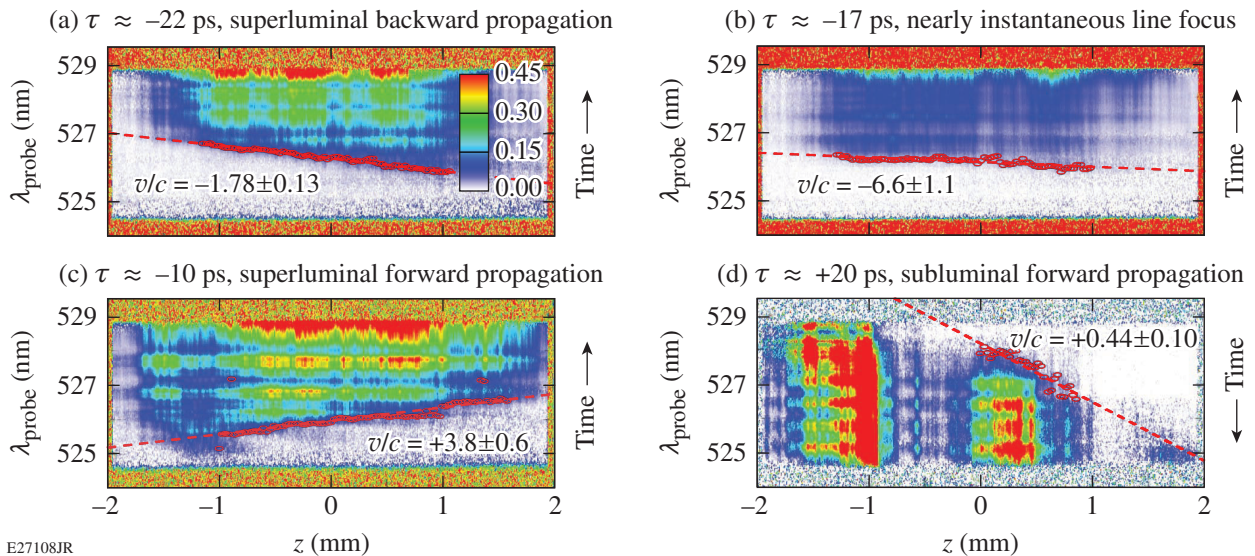 (a) τ ≈ –22 ps, superluminal backward propagation
(b) τ ≈ –17 ps, nearly instantaneous line focus
λprobe (nm)
529
527
525
0.45
0.30
0.15
0.00
v/c = –1.78±0.13
Time
λprobe (nm)
529
527
525
v/c = –6.6±1.1
Time
(c) τ ≈ –10 ps, superluminal forward propagation
(d) τ ≈ +20 ps, subluminal forward propagation
λprobe (nm)
529
527
525
v/c = +3.8±0.6
Time
λprobe (nm)
529
527
525
v/c = +0.44±0.10
Time
–2 –1 0 1 2
z (mm)
–2 –1 0 1 2
z (mm)
E27108JR